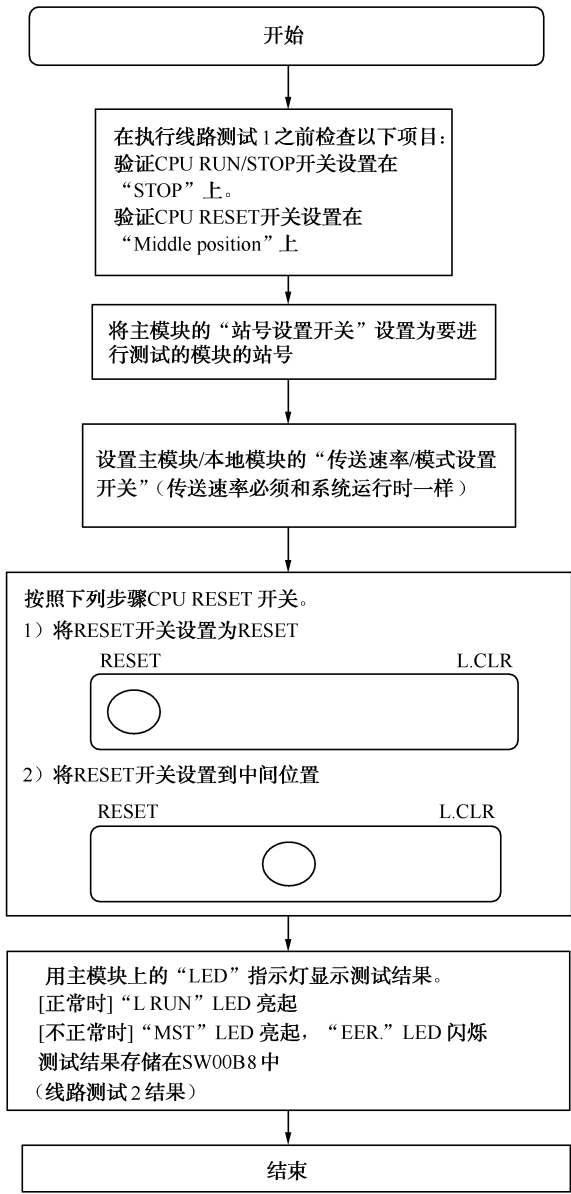 开始
在执行线路测试1之前检查以下项目：
验证CPU RUN/STOP开关设置在
“STOP”上。
验证CPU RESET开关设置在
“Middle position”上
将主模块的“站号设置开关”设置为要进
行测试的模块的站号
设置主模块/本地模块的“传送速率/模式设置
开关”（传送速率必须和系统运行时一样）
按照下列步骤CPU RESET 开关。
1）将RESET开关设置为RESET
RESET L.CLR
2）将RESET开关设置到中间位置
RESET L.CLR
用主模块上的“LED”指示灯显示测试结果。
[正常时]“L RUN”LED 亮起
[不正常时]“MST”LED 亮起，“EER.”LED 闪烁
测试结果存储在SW00B8中
（线路测试2结果）
结束